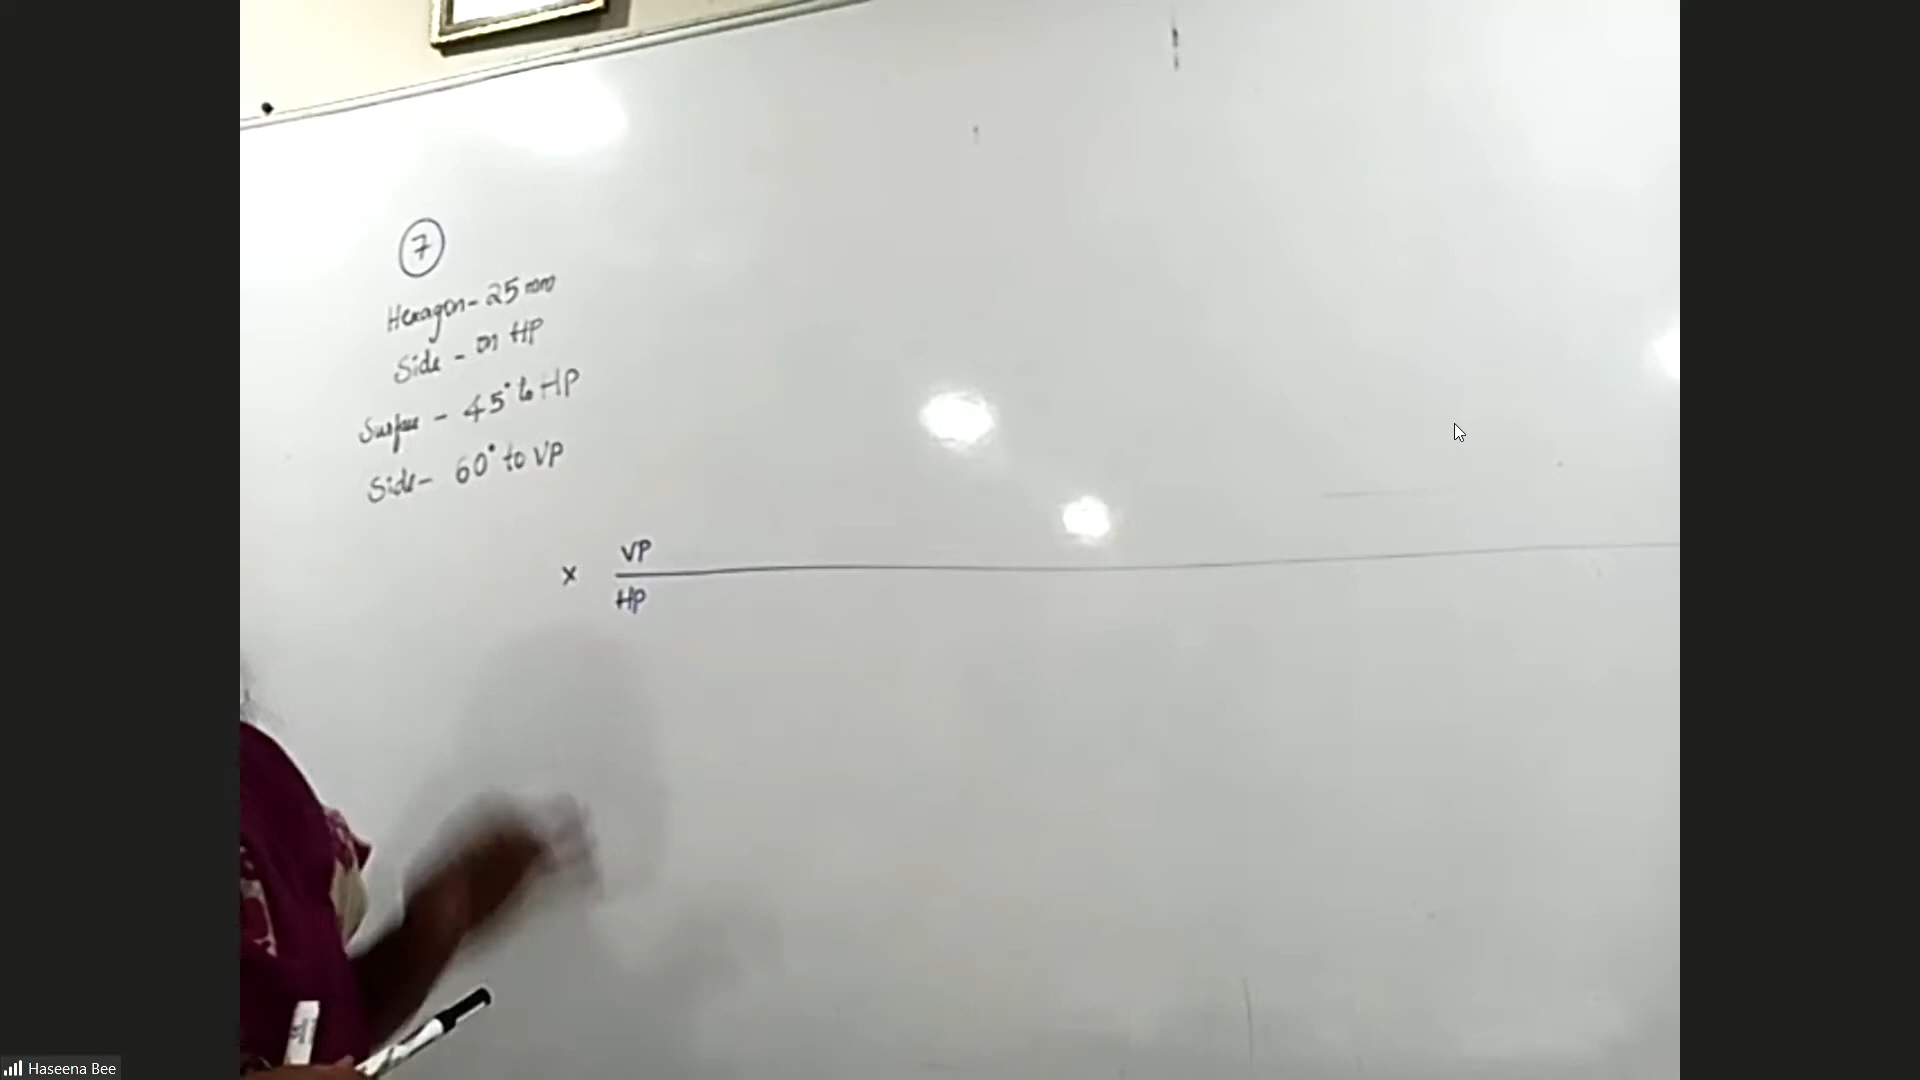 7
Hexagon- 25 mm
Side - on HP
Surface - 45° to HP
Side- 60° to VP
VP
X
HP
Haseena Bee